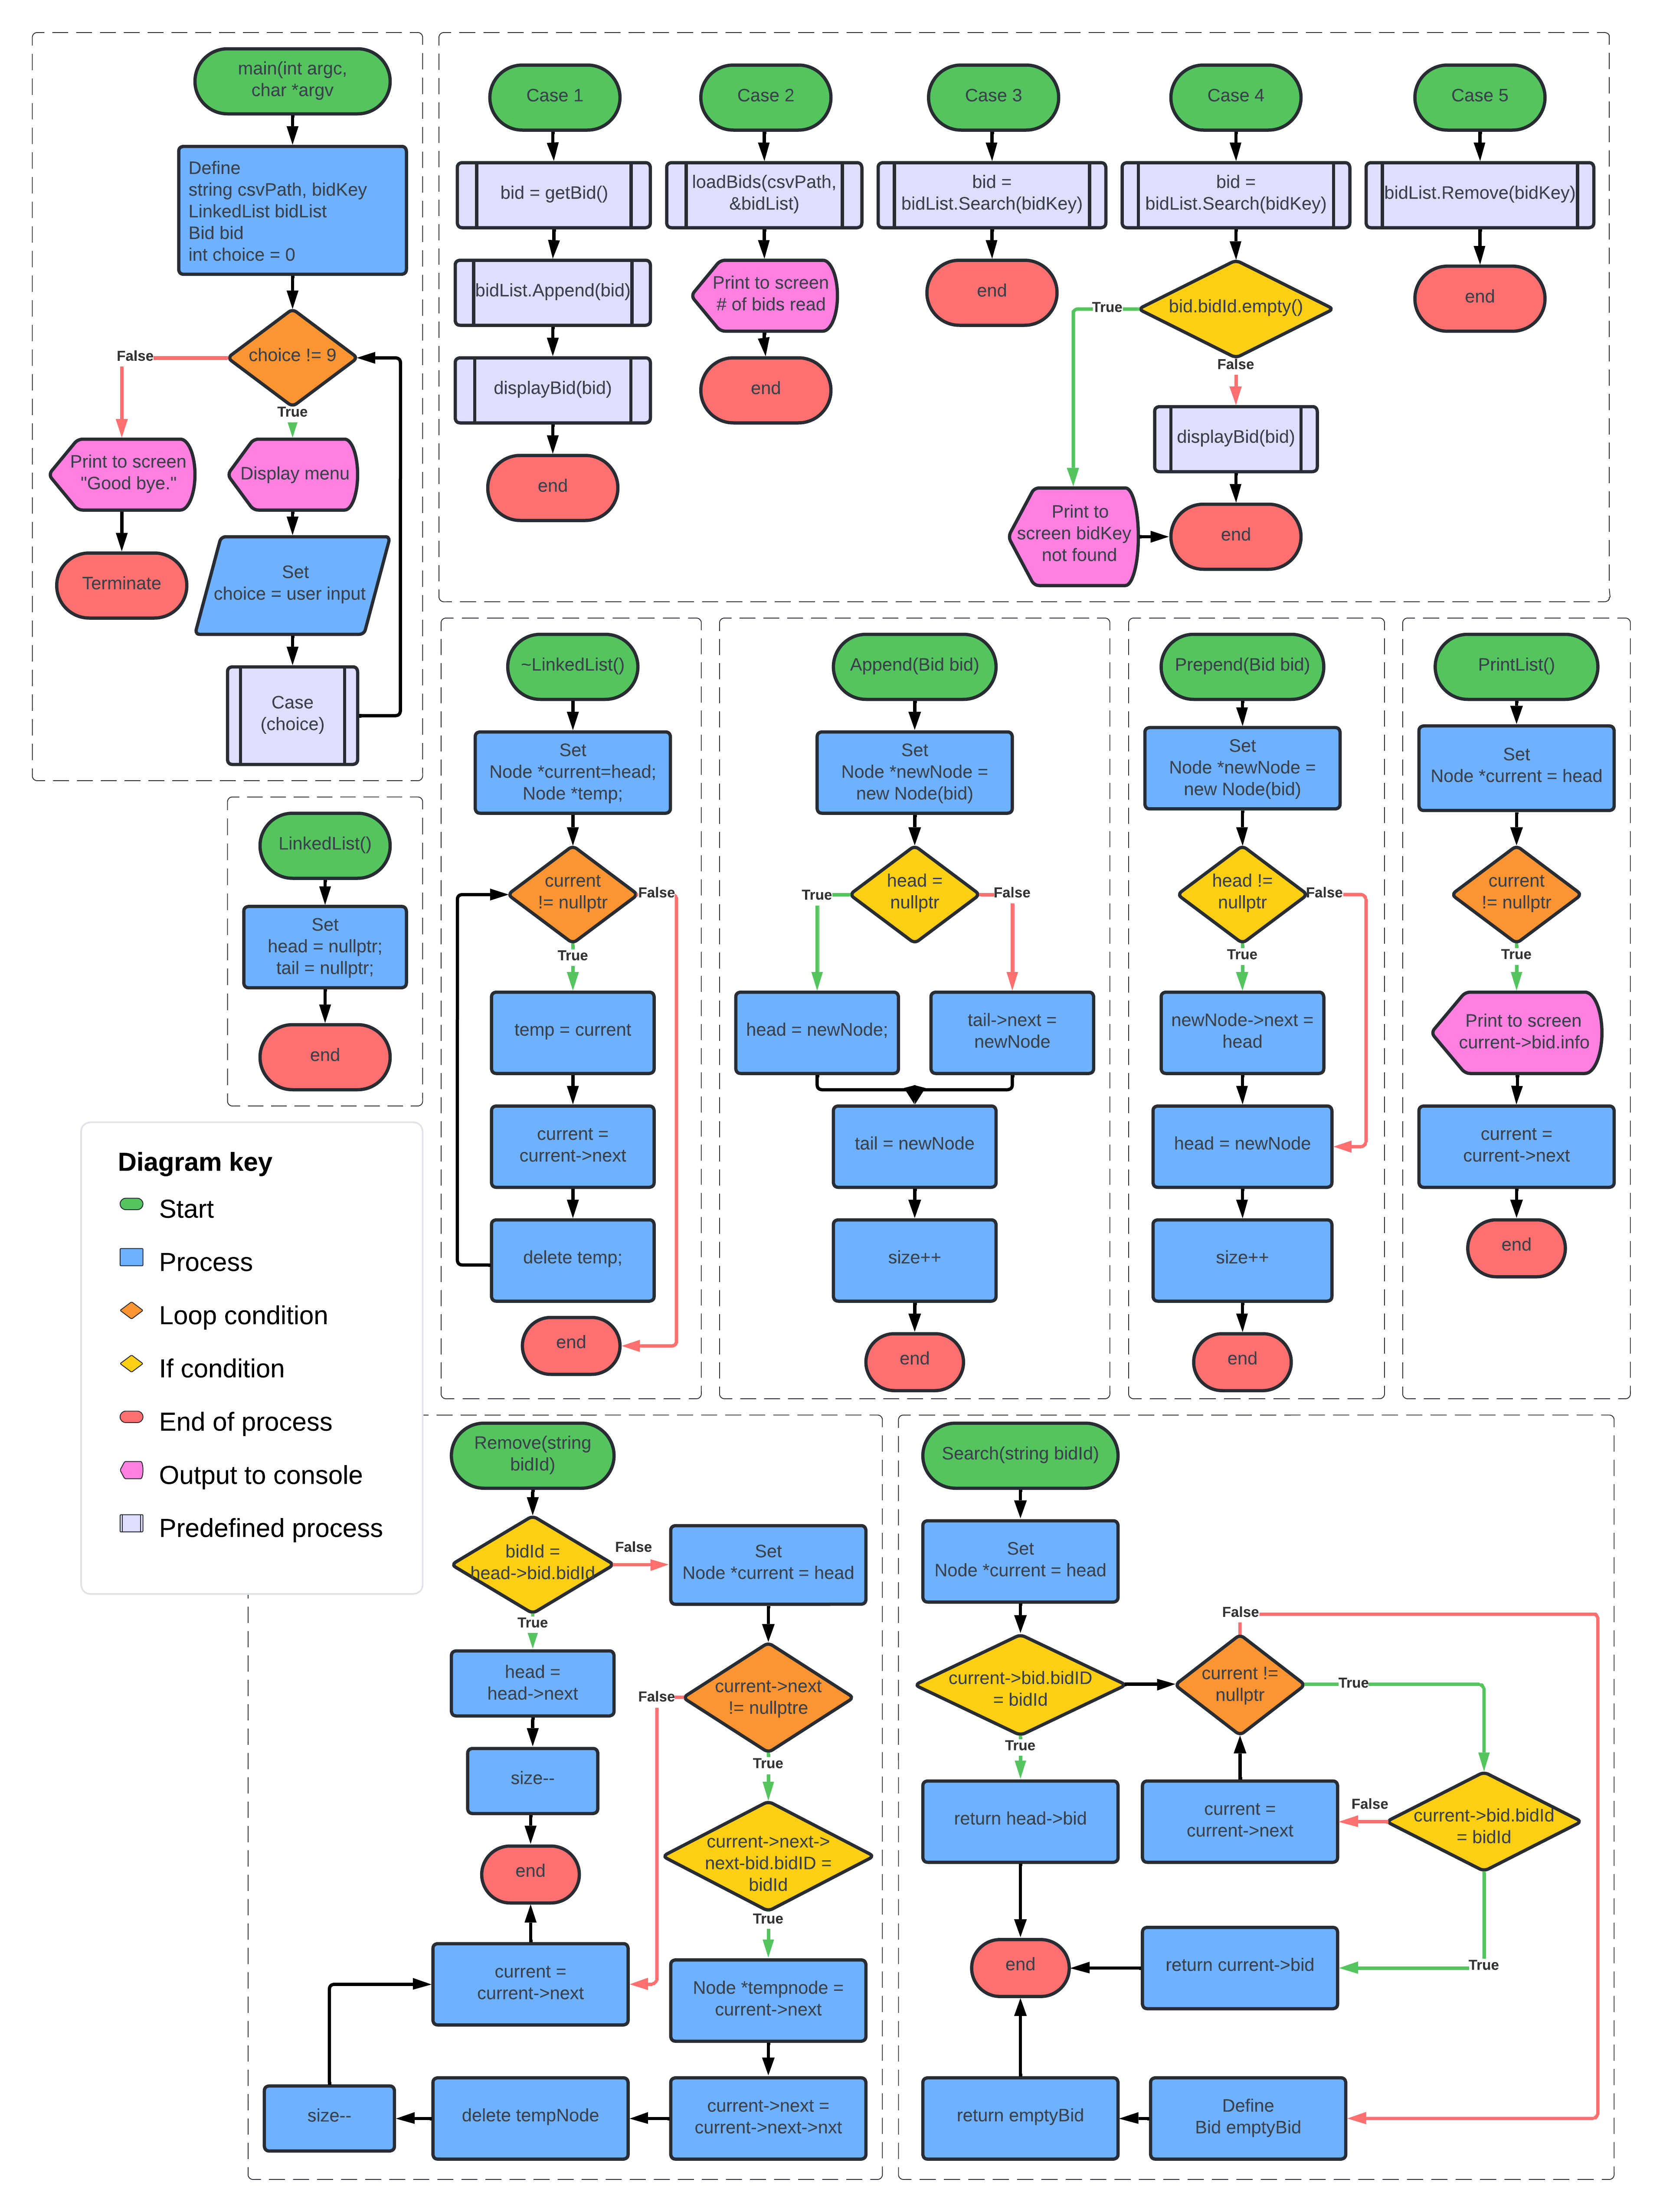 main(int argc,
char *argv
Define
string csvPath, bidKey
LinkedList bidList
Bid bid
int choice = 0
choice != 9
False
True
Print to screen
"Good bye."
Display menu
Terminate
Set
choice = user input
Case
(choice)
Case 1
bid = getBid()
bidList.Append(bid)
displayBid(bid)
end
Case 2
loadBids(csvPath,
&bidList)
Print to screen
# of bids read
end
Case 3
bid =
bidList.Search(bidKey)
end
Case 4
bid =
bidList.Search(bidKey)
bid.bidId.empty()
True
False
displayBid(bid)
Print to
screen bidKey
not found
end
Case 5
bidList.Remove(bidKey)
end
LinkedList()
Set
head = nullptr;
tail = nullptr;
end
~LinkedList()
Set
Node *current=head;
Node *temp;
current
!= nullptr
False
True
temp = current
current =
current->next
delete temp;
end
Append(Bid bid)
Set
Node *newNode =
new Node(bid)
head =
nullptr
True
False
head = newNode;
tail->next =
newNode
tail = newNode
size++
end
Prepend(Bid bid)
Set
Node *newNode =
new Node(bid)
head !=
nullptr
False
True
newNode->next =
head
head = newNode
size++
end
PrintList()
Set
Node *current = head
current
!= nullptr
True
Print to screen
current->bid.info
current =
current->next
end
Diagram key
Start
Process
Loop condition
If condition
End of process
Output to console
Predefined process
Remove(string
bidId)
bidId =
head->bid.bidId
False
True
Set
Node *current = head
head =
head->next
size--
end
current->next
!= nullptre
False
True
current->next->
next-bid.bidID =
bidId
True
Node *tempnode =
current->next
current =
current->next
current->next =
current->next->nxt
delete tempNode
size--
Search(string bidId)
Set
Node *current = head
current->bid.bidID
= bidId
True
current !=
nullptr
False
True
return head->bid
current =
current->next
False
current->bid.bidId
= bidId
True
return current->bid
end
return emptyBid
Define
Bid emptyBid